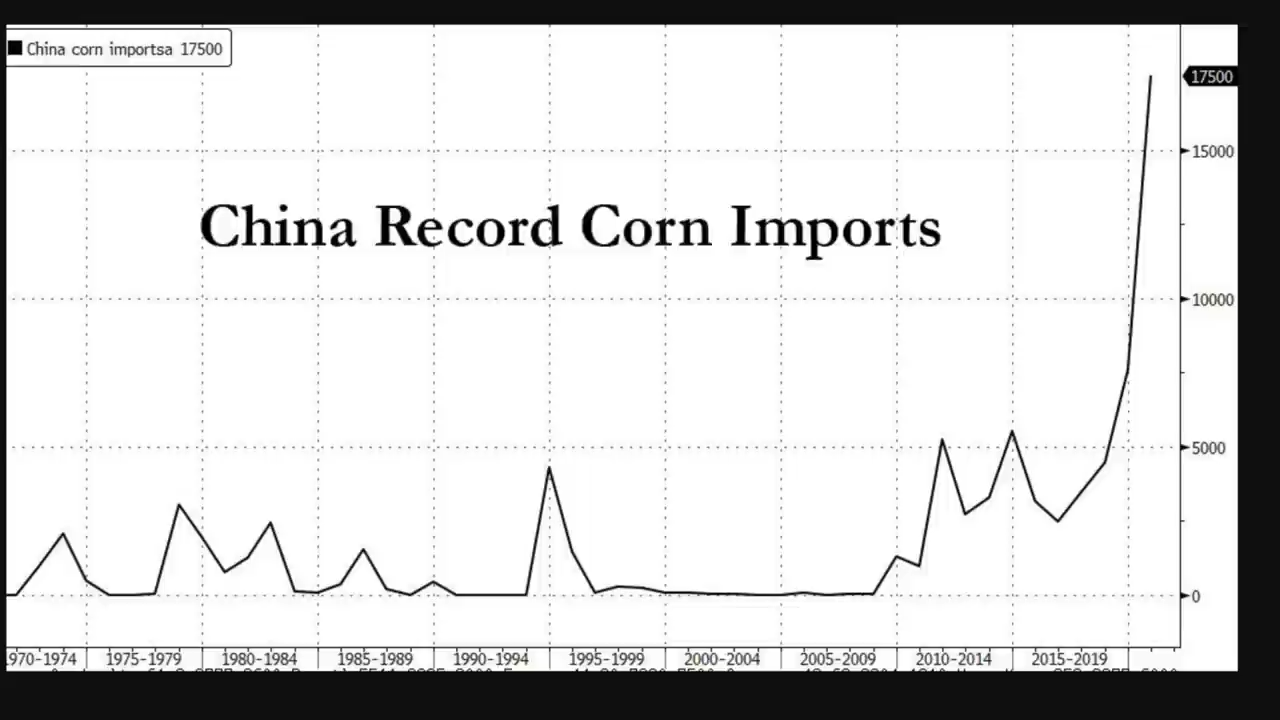 China corn importsa 17500
17500
15000
China Record Corn Imports
10000
5000
0
1970-1974 1975-1979 1980-1984 1985-1989 1990-1994 1995-1999 2000-2004 2005-2009 2010-2014 2015-2019